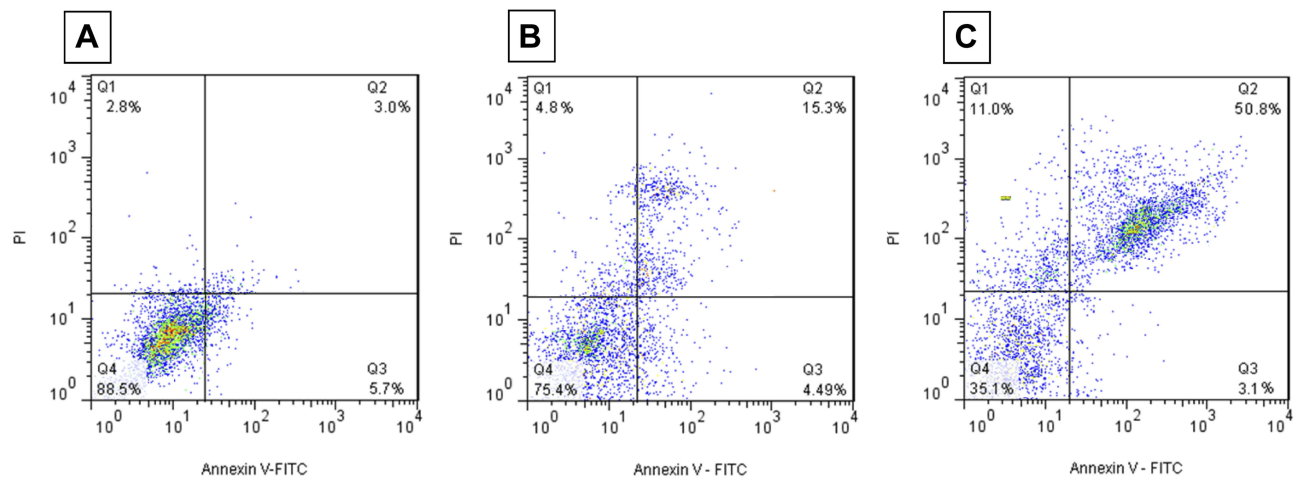 A
B
C
Q1
2.8%
Q2
3.0%
Q4
88.5%
Q3
5.7%
10^4
10^3
10^2
10^1
10^0
PI
10^0 10^1 10^2 10^3 10^4
Annexin V-FITC
Q1
4.8%
Q2
15.3%
Q4
75.4%
Q3
4.49%
10^4
10^3
10^2
10^1
10^0
PI
10^0 10^1 10^2 10^3 10^4
Annexin V - FITC
Q1
11.0%
Q2
50.8%
Q4
35.1%
Q3
3.1%
10^4
10^3
10^2
10^1
10^0
PI
10^0 10^1 10^2 10^3 10^4
Annexin V - FITC